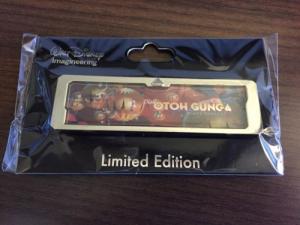 Walt Disney
Imagineering
OTOH GUNGA
Limited Edition